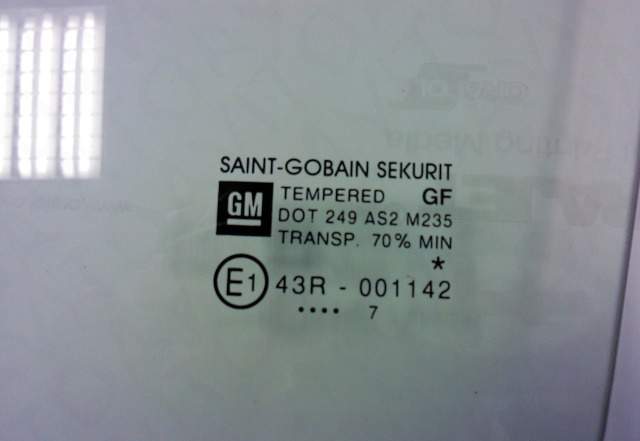 SAINT-GOBAIN SEKURIT
GM TEMPERED GF
DOT 249 AS2 M235
TRANSP. 70% MIN
*
E1 43R - 001142
.... 7